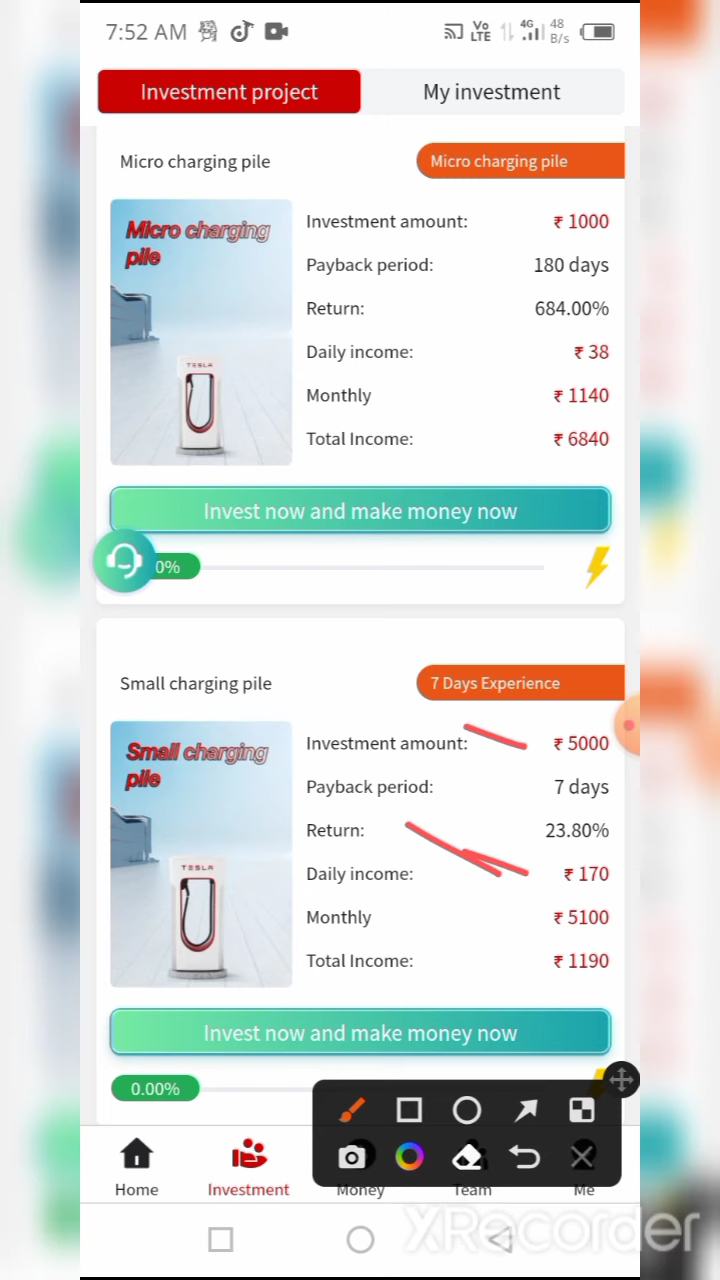 7:52 AM
Vo LTE 4G 48 B/s
Investment project
My investment
Micro charging pile
Micro charging pile
Micro charging
pile
TESLA
Investment amount: ₹ 1000
Payback period: 180 days
Return: 684.00%
Daily income: ₹ 38
Monthly ₹ 1140
Total Income: ₹ 6840
Invest now and make money now
0%
Small charging pile
7 Days Experience
Small charging
pile
TESLA
Investment amount: ₹ 5000
Payback period: 7 days
Return: 23.80%
Daily income: ₹ 170
Monthly ₹ 5100
Total Income: ₹ 1190
Invest now and make money now
0.00%
Home
Investment
Money
Team
Me
XRecorder